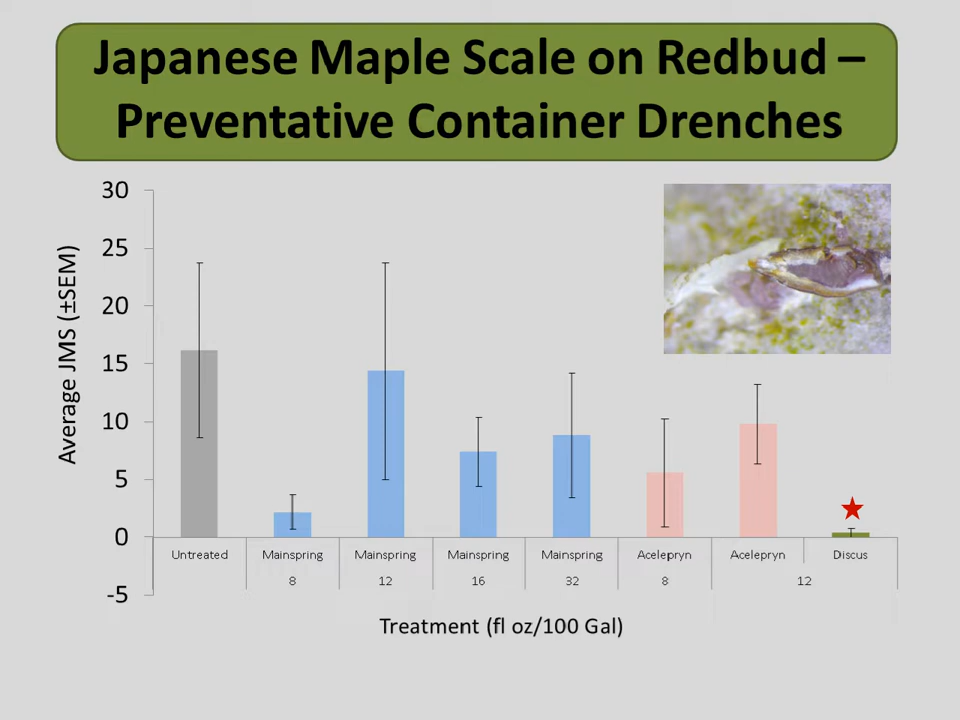 Japanese Maple Scale on Redbud –
Preventative Container Drenches
30
25
20
15
10
5
0
-5
Average JMS (±SEM)
Untreated Mainspring Mainspring Mainspring Mainspring Acelepryn Acelepryn Discus
8 12 16 32 8 12
Treatment (fl oz/100 Gal)